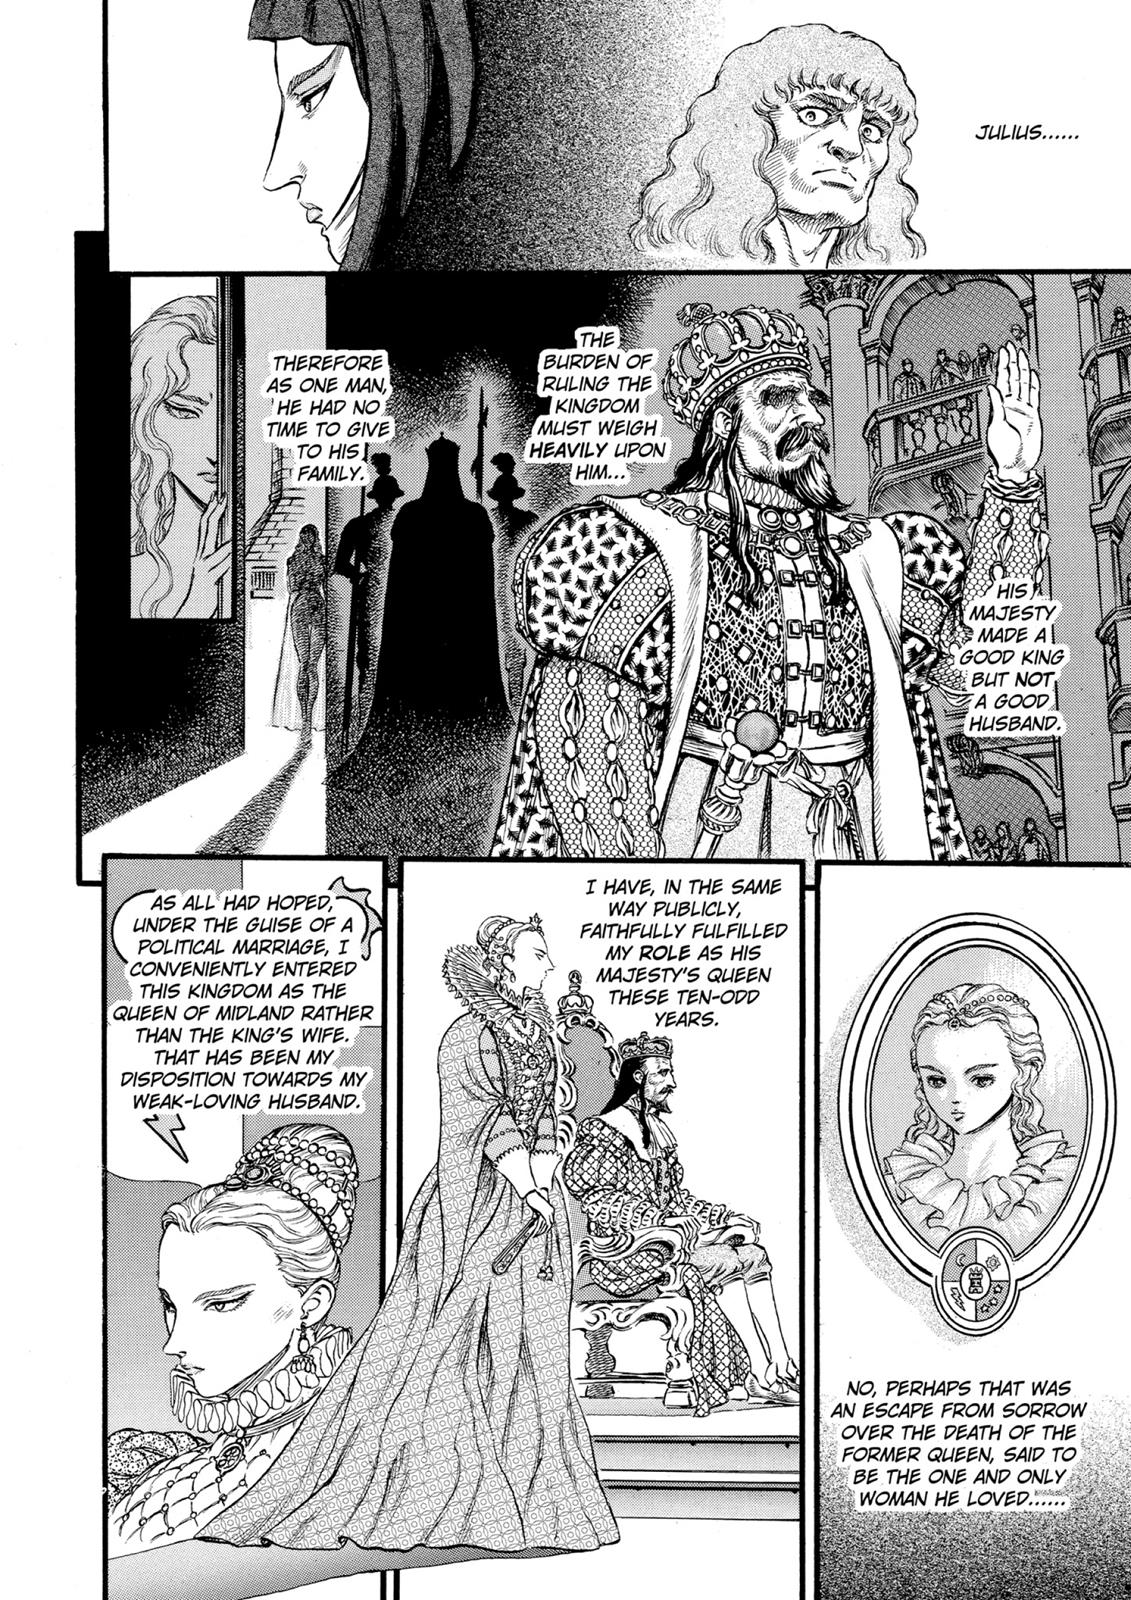 JULIUS......
HIS
MAJESTY
MADE A
GOOD KING
BUT NOT
A GOOD
HUSBAND.
THE
BURDEN OF
RULING THE
KINGDOM
MUST WEIGH
HEAVILY UPON
HIM...
THEREFORE
AS ONE MAN,
HE HAD NO
TIME TO GIVE
TO HIS
FAMILY.
NO, PERHAPS THAT WAS
AN ESCAPE FROM SORROW
OVER THE DEATH OF THE
FORMER QUEEN, SAID TO
BE THE ONE AND ONLY
WOMAN HE LOVED......
I HAVE, IN THE SAME
WAY PUBLICLY,
FAITHFULLY FULFILLED
MY ROLE AS HIS
MAJESTY'S QUEEN
THESE TEN-ODD
YEARS.
AS ALL HAD HOPED,
UNDER THE GUISE OF A
POLITICAL MARRIAGE, I
CONVENIENTLY ENTERED
THIS KINGDOM AS THE
QUEEN OF MIDLAND RATHER
THAN THE KING'S WIFE.
THAT HAS BEEN MY
DISPOSITION TOWARDS MY
WEAK-LOVING HUSBAND.